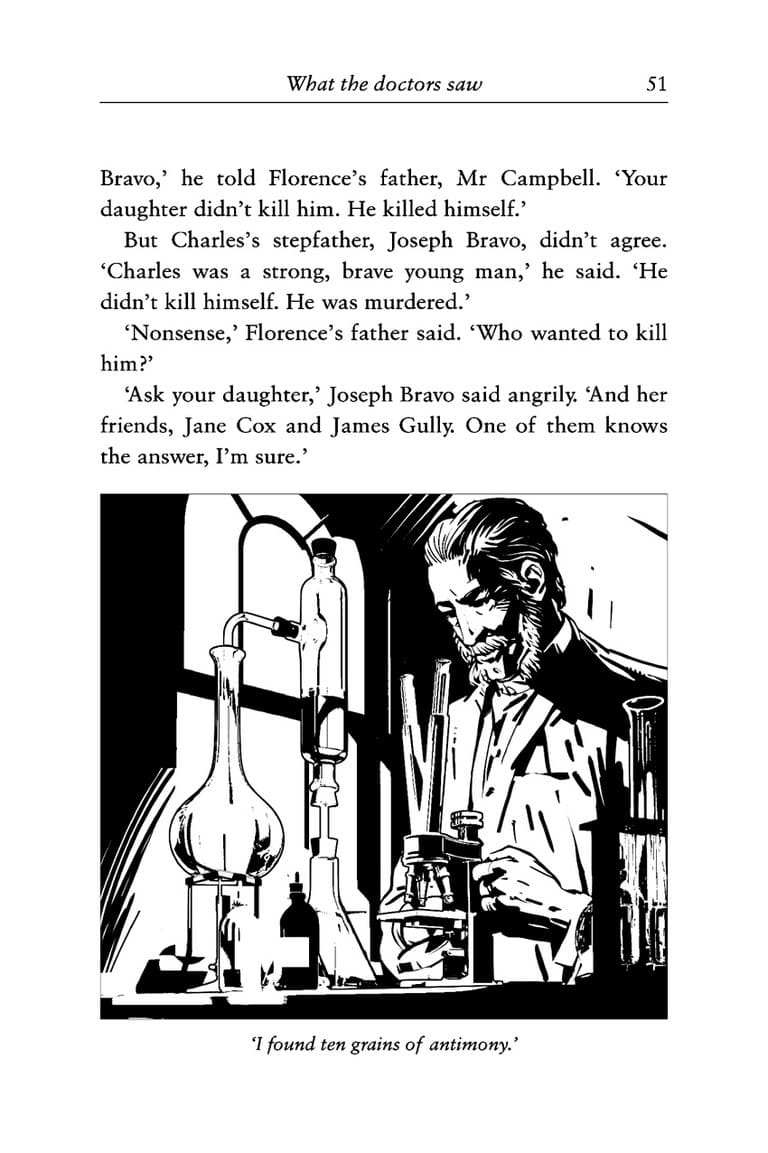 What the doctors saw 51
Bravo,’ he told Florence’s father, Mr Campbell. ‘Your
daughter didn’t kill him. He killed himself.’
But Charles’s stepfather, Joseph Bravo, didn’t agree.
‘Charles was a strong, brave young man,’ he said. ‘He
didn’t kill himself. He was murdered.’
‘Nonsense,’ Florence’s father said. ‘Who wanted to kill
him?’
‘Ask your daughter,’ Joseph Bravo said angrily. ‘And her
friends, Jane Cox and James Gully. One of them knows
the answer, I’m sure.’
‘I found ten grains of antimony.’